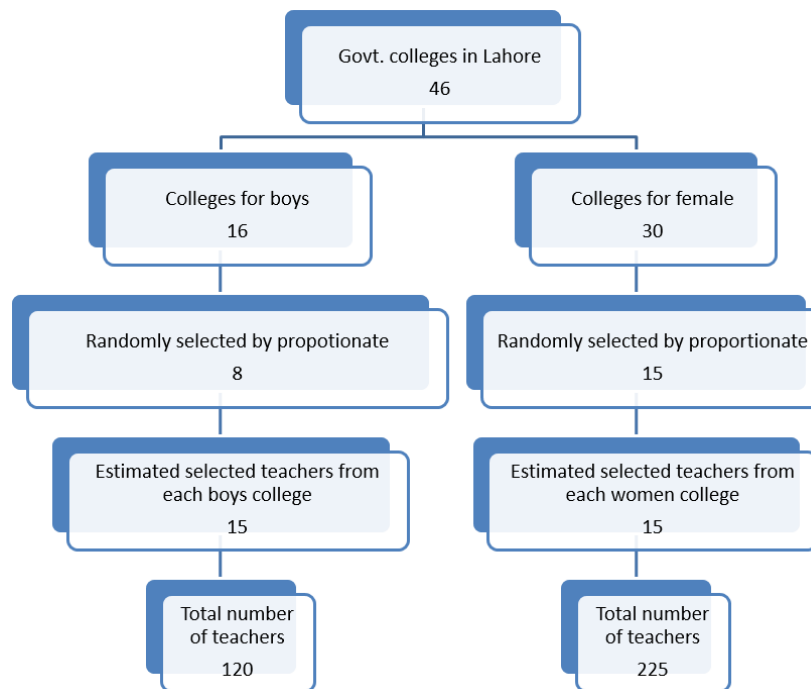 Govt. colleges in Lahore
46
Colleges for boys
16
Colleges for female
30
Randomly selected by propotionate
8
Randomly selected by proportionate
15
Estimated selected teachers from
each boys college
15
Estimated selected teachers from
each women college
15
Total number
of teachers
120
Total number
of teachers
225